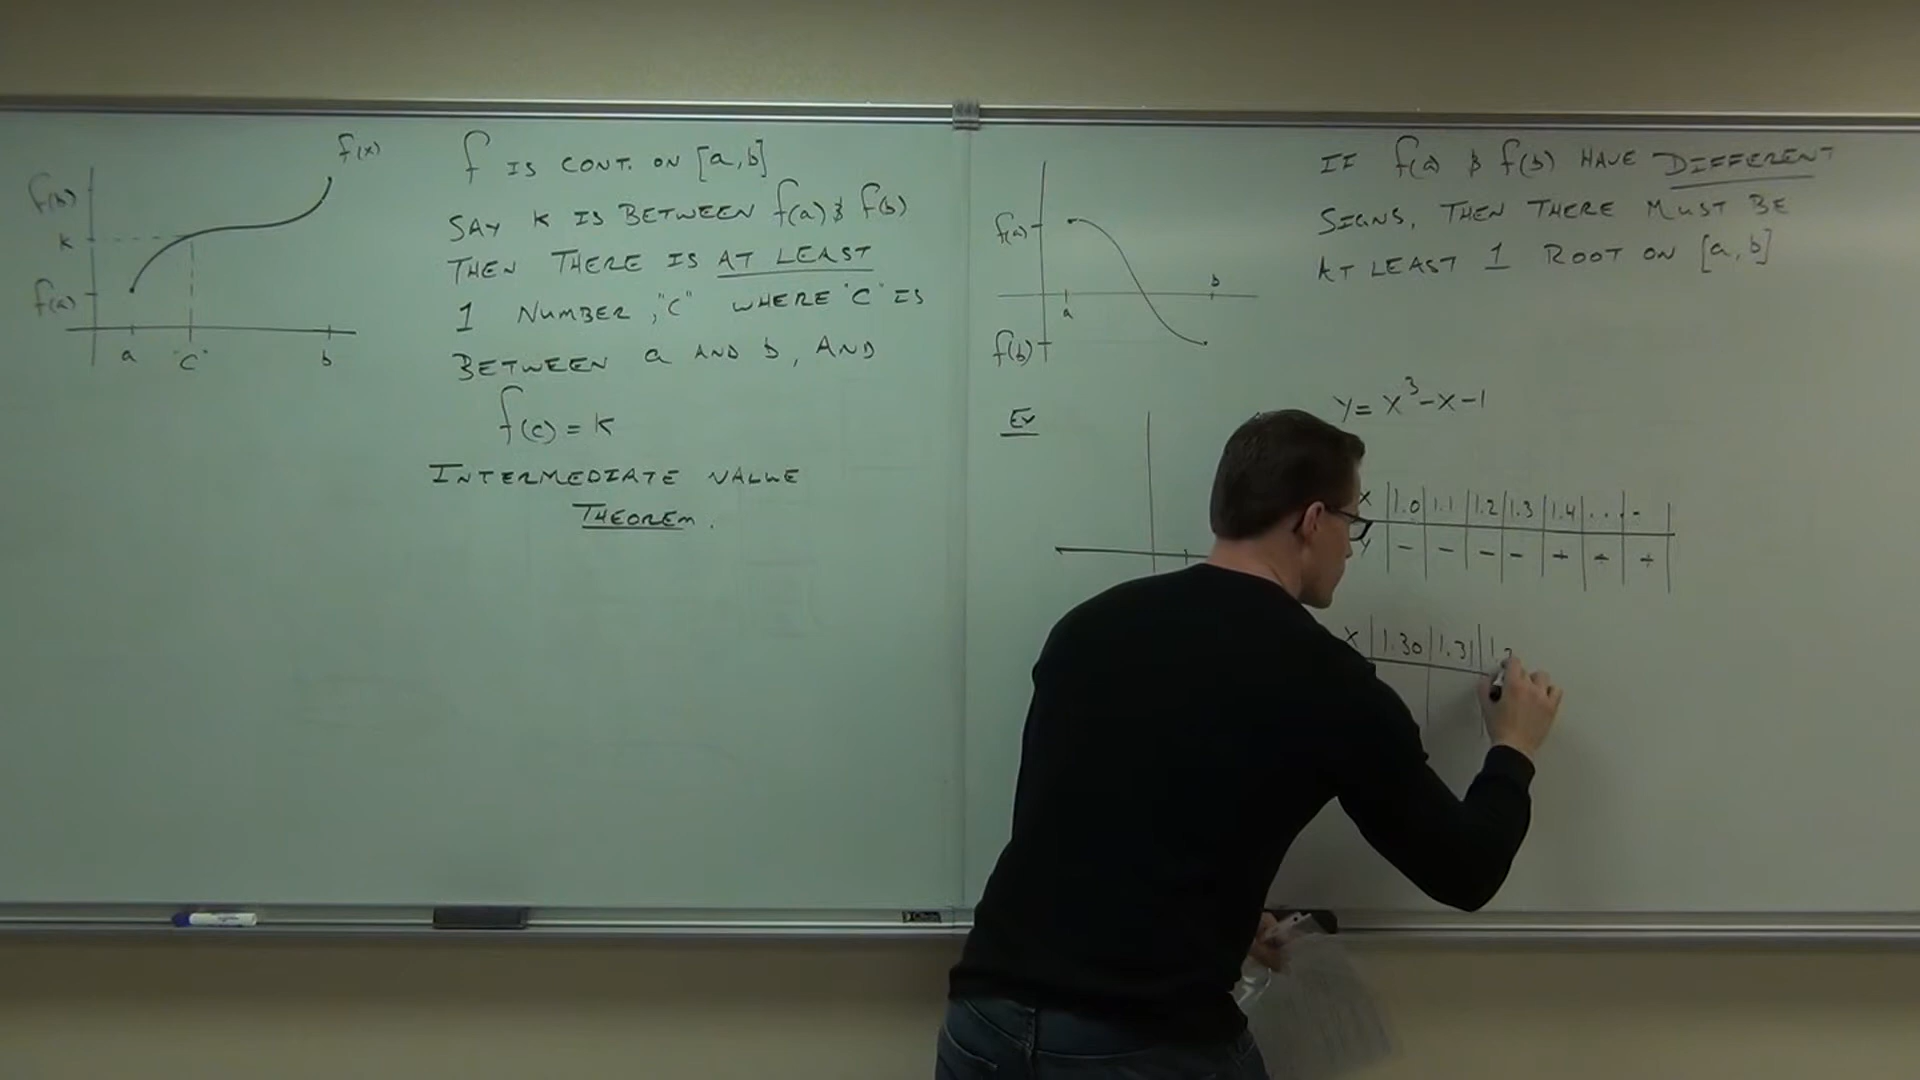 f(x)
f(b)
k
f(a)
a "C" b
f IS CONT. ON [a,b]
SAY K IS BETWEEN f(a) & f(b)
THEN THERE IS AT LEAST
1 NUMBER, "C" WHERE "C" IS
BETWEEN a AND b, AND
f(c) = K
INTERMEDIATE VALUE
THEOREM.
f(a)
a b
f(b)
IF f(a) & f(b) HAVE DIFFERENT
SIGNS, THEN THERE MUST BE
AT LEAST 1 ROOT ON [a,b]
Ex
Y = X³-X-1
X 1.0 1.1 1.2 1.3 1.4 ....
Y - - - - + + +
X 1.30 1.31